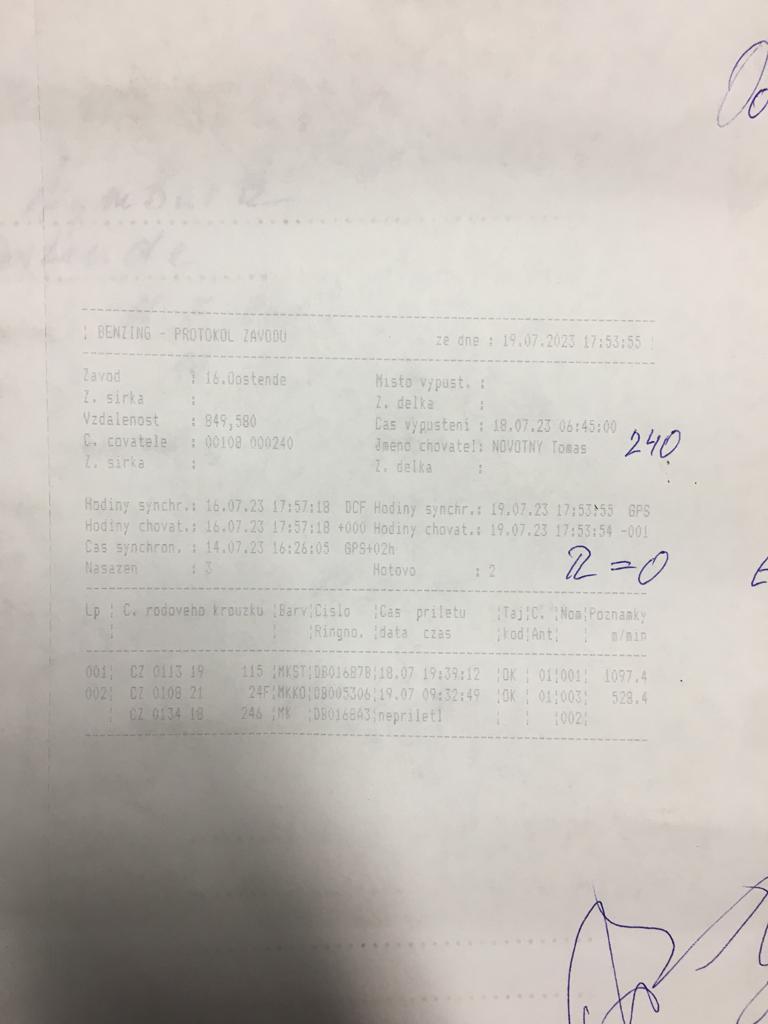 ¦ BENZING - PROTOKOL ZAVODU ze dne : 19.07.2023 17:53:55 ¦
Zavod : 16.Oostende Misto vypust. :
Z. sirka : Z. delka :
Vzdalenost : 849,580 Cas vypusteni : 18.07.23 06:45:00
C. covatele : 00108 000240 Jmeno chovatel: NOVOTNY Tomas 240
Z. sirka : Z. delka :
Hodiny synchr.: 16.07.23 17:57:18 DCF Hodiny synchr.: 19.07.23 17:53:55 GPS
Hodiny chovat.: 16.07.23 17:57:18 +000 Hodiny chovat.: 19.07.23 17:53:54 -001
Cas synchron. : 14.07.23 16:26:05 GPS+02h
Nasazen : 3 Hotovo : 2 R=0
Lp ¦ C. rodoveho krouzku ¦Barv¦Cislo ¦Cas priletu ¦Taj¦C. ¦Nom¦Poznamky
¦ ¦ ¦Ringno. ¦data czas ¦kod¦Ant¦ ¦ m/min
001¦ CZ 0113 19 115 ¦MKST¦DB01687B¦18.07 19:39:12 ¦OK ¦ 01¦001¦ 1097.4
002¦ CZ 0108 21 24F¦MKKO¦DB005306¦19.07 09:32:49 ¦OK ¦ 01¦003¦ 528.4
¦ CZ 0134 18 246 ¦MK ¦DB0168A3¦nepriletl ¦ ¦ ¦002¦